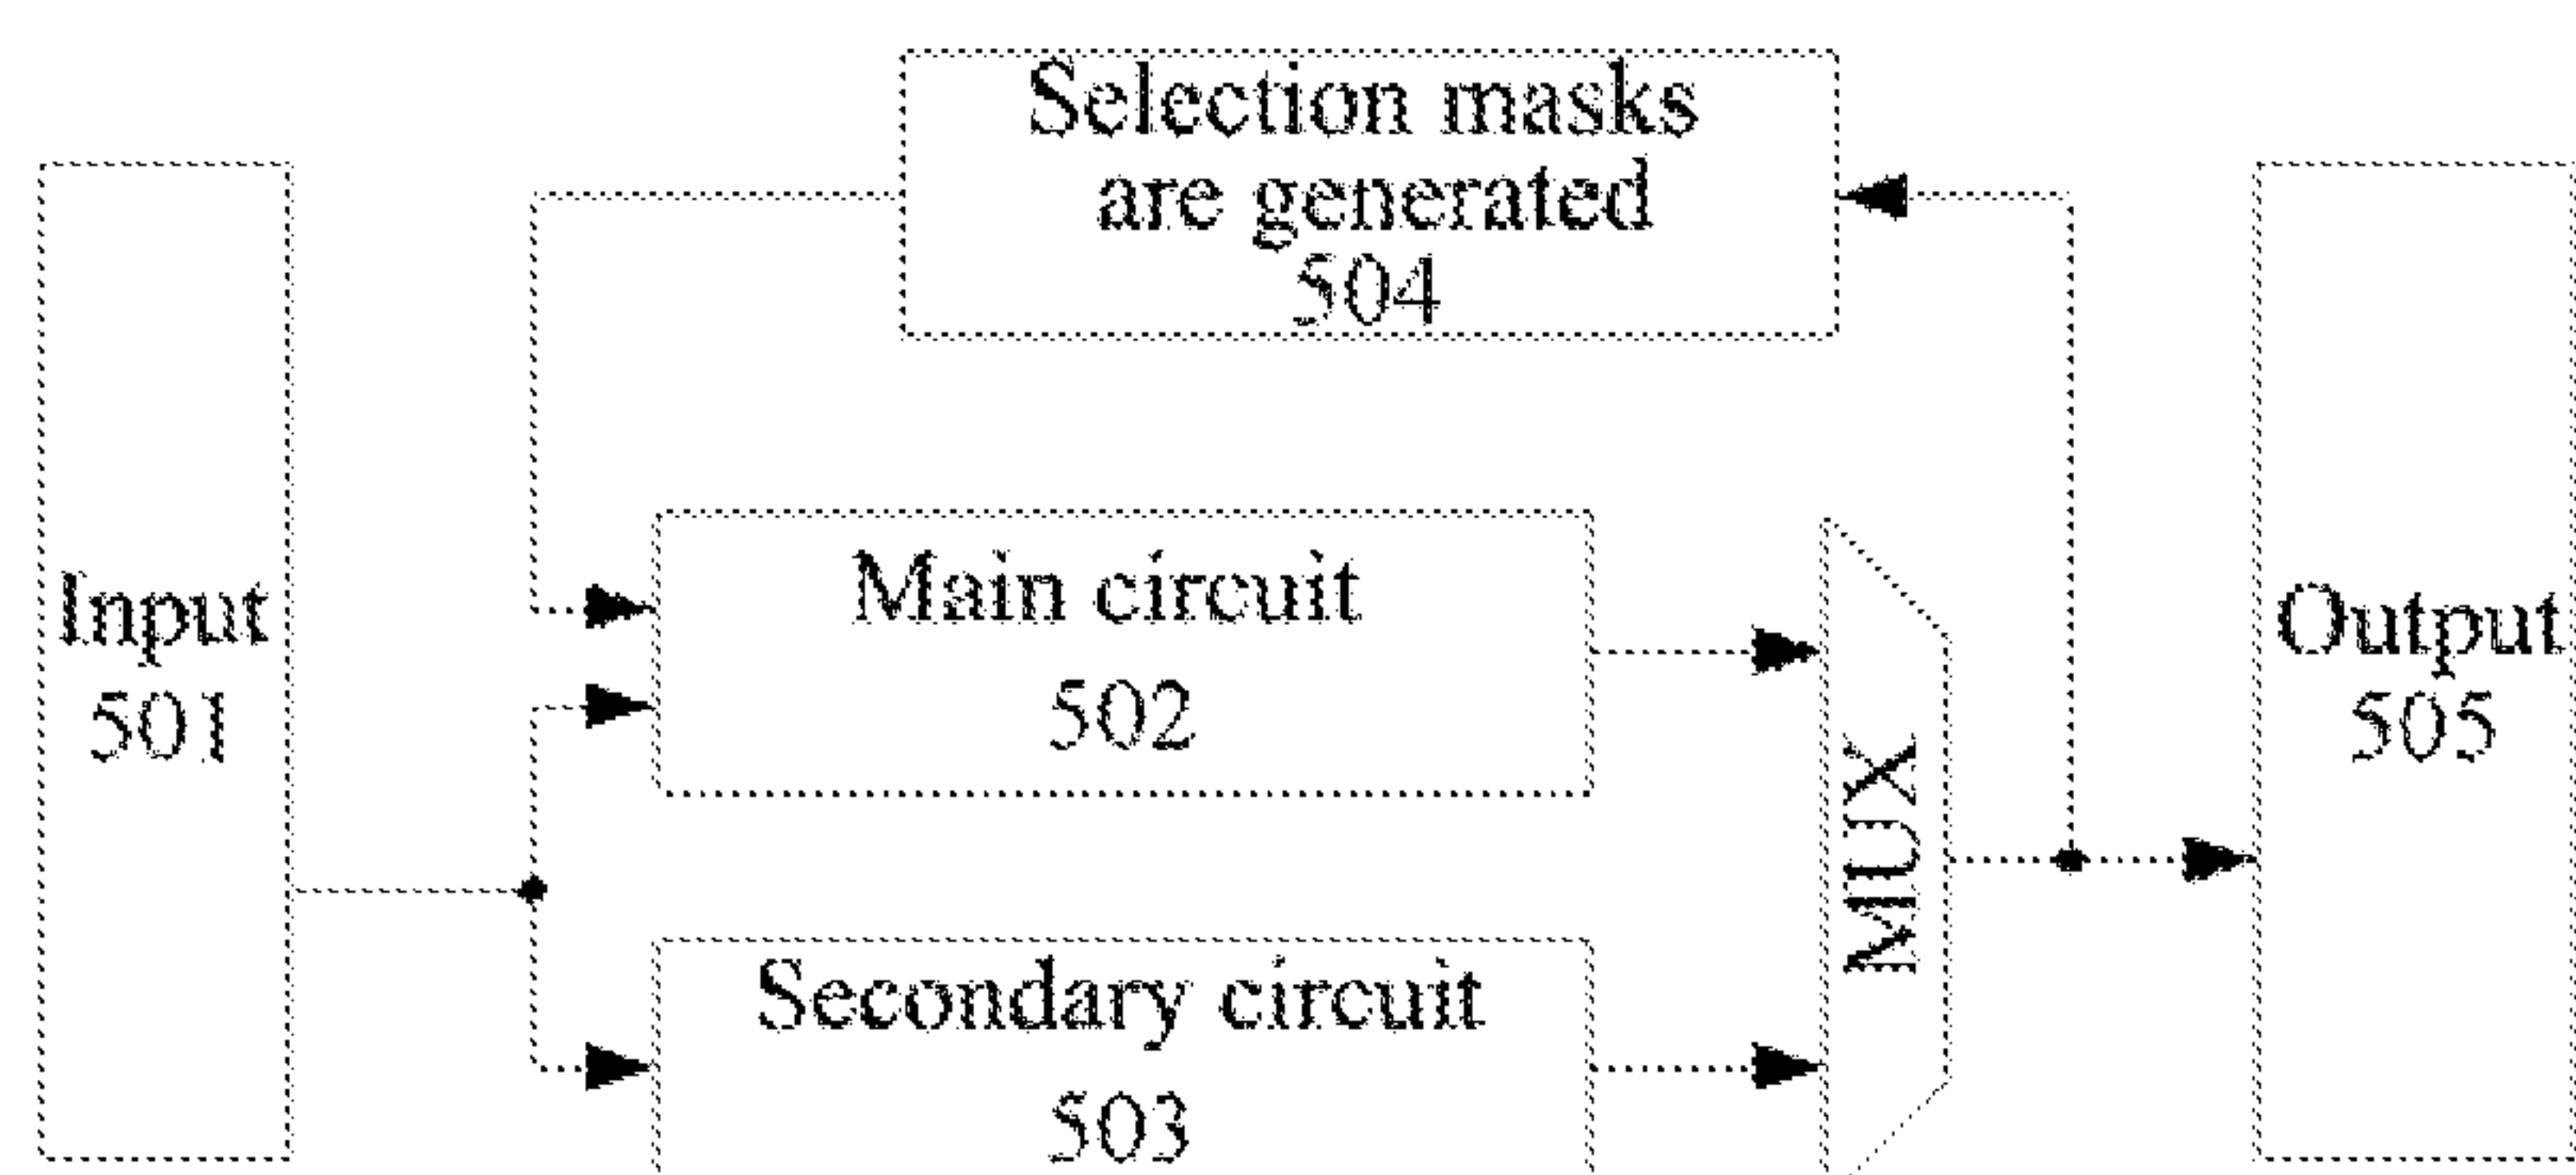 Selection masks
are generated
504
Input
501
Main circuit
502
MUX
Output
505
Secondary circuit
503